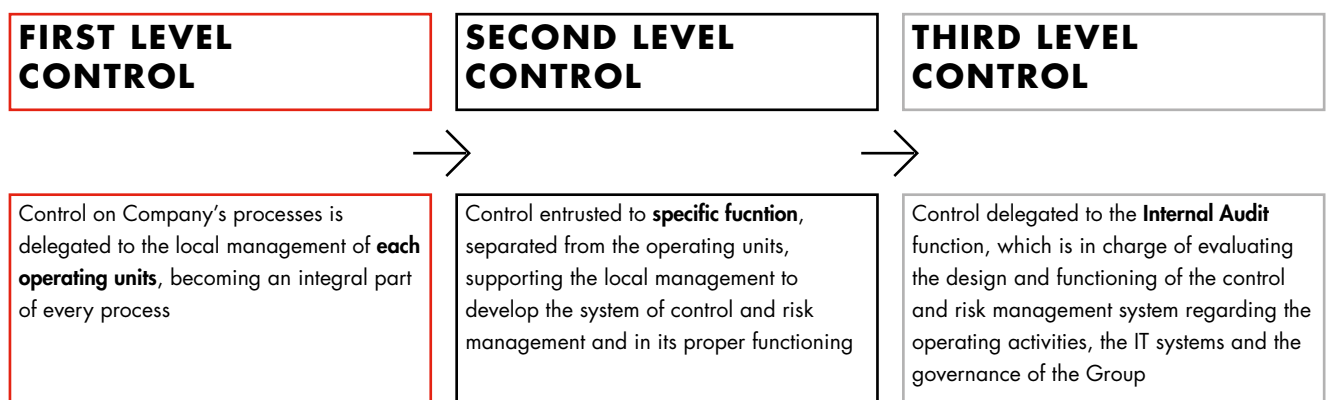 FIRST LEVEL
CONTROL
SECOND LEVEL
CONTROL
THIRD LEVEL
CONTROL
Control on Company’s processes is
delegated to the local management of each
operating units, becoming an integral part
of every process
Control entrusted to specific fucntion,
separated from the operating units,
supporting the local management to
develop the system of control and risk
management and in its proper functioning
Control delegated to the Internal Audit
function, which is in charge of evaluating
the design and functioning of the control
and risk management system regarding the
operating activities, the IT systems and the
governance of the Group